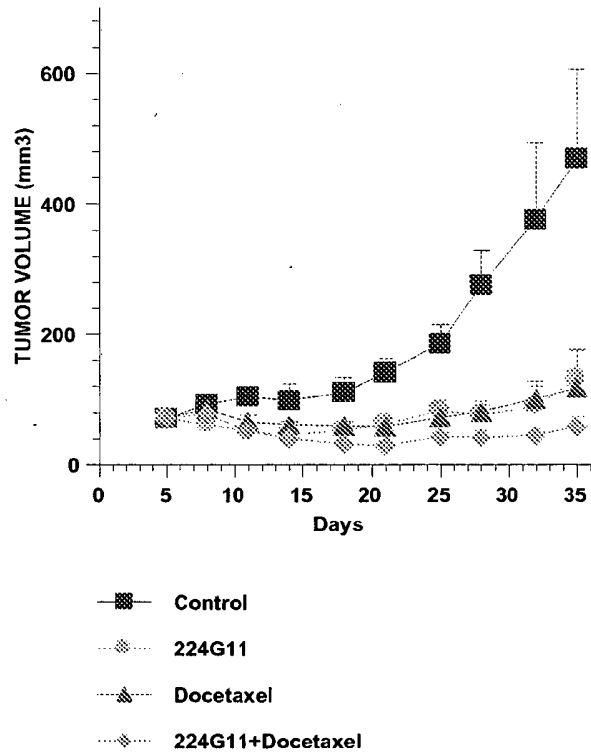 TUMOR VOLUME (mm3)
600
400
200
0
0 5 10 15 20 25 30 35
Days
Control
224G11
Docetaxel
224G11+Docetaxel